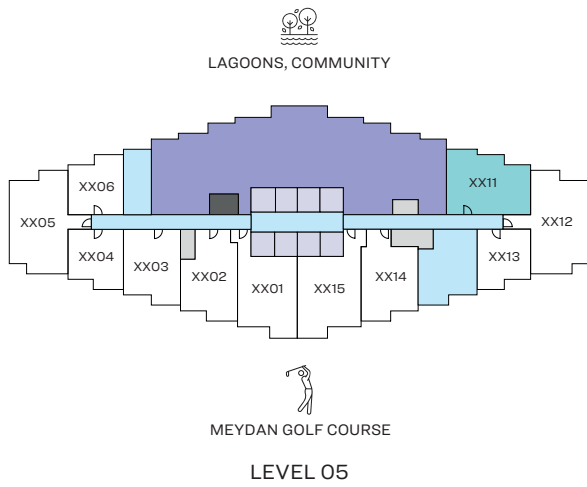 LAGOONS, COMMUNITY
XX06
XX11
XX05
XX12
XX04
XX03
XX02
XX01
XX15
XX14
XX13
MEYDAN GOLF COURSE
LEVEL 05